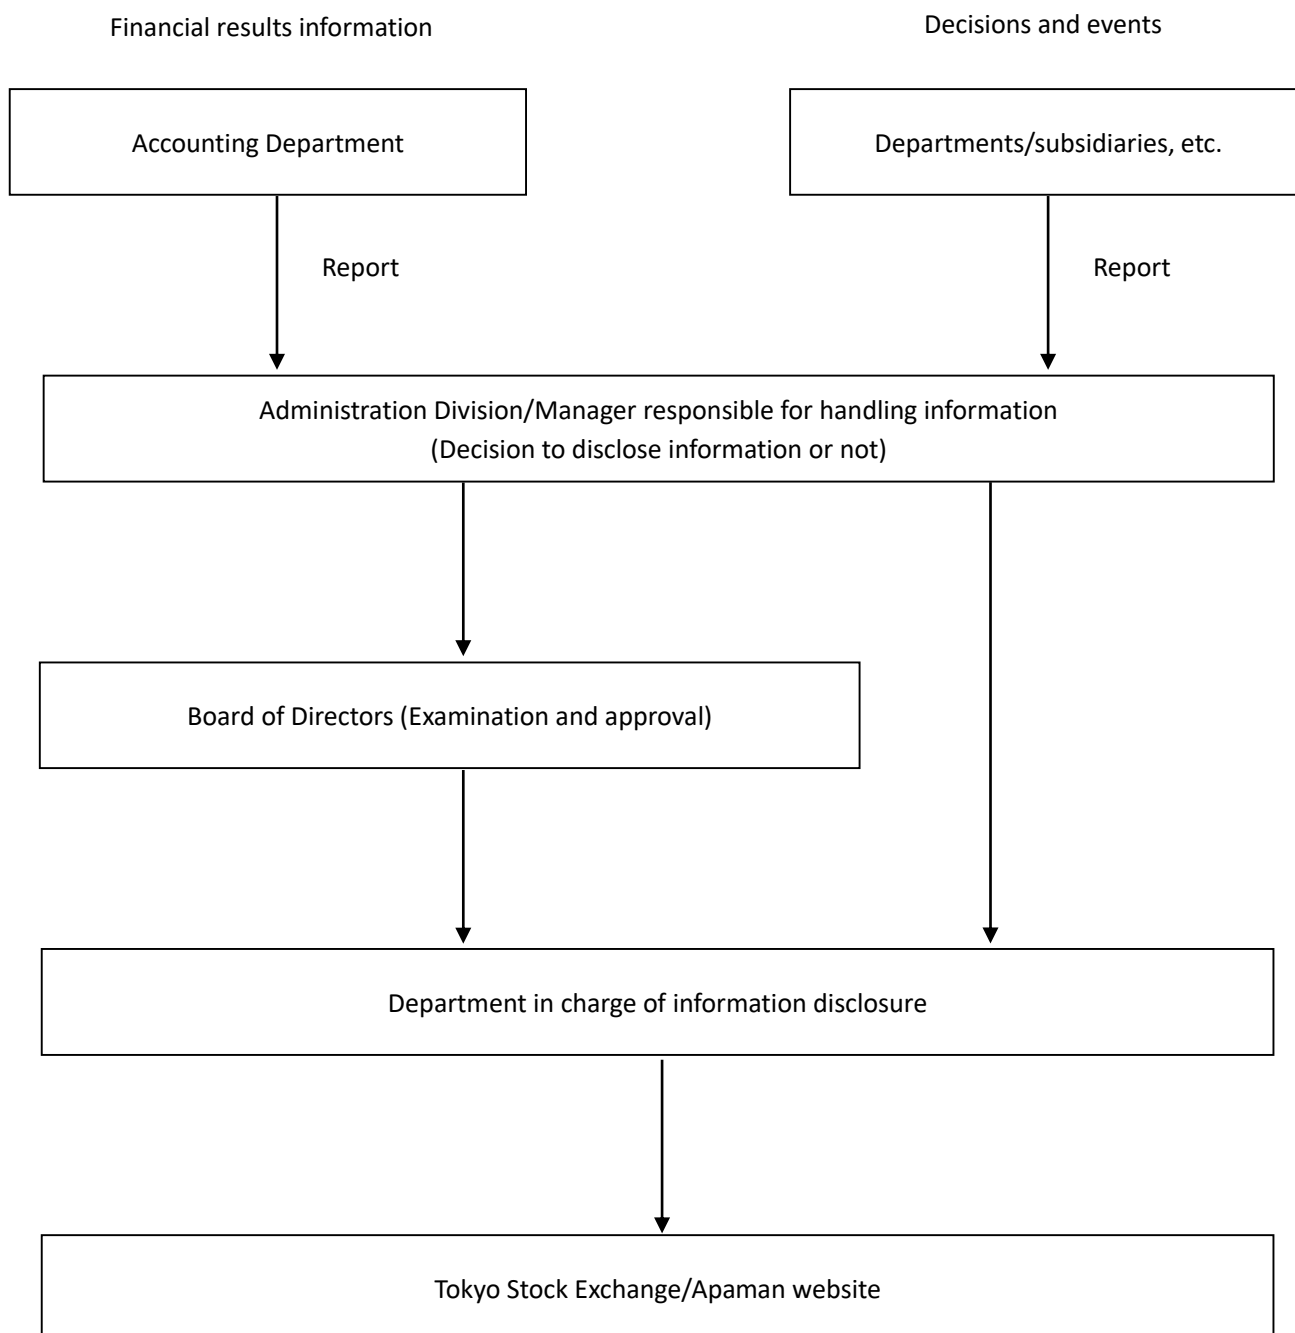 Financial results information
Decisions and events
Accounting Department
Departments/subsidiaries, etc.
Report
Report
Administration Division/Manager responsible for handling information
(Decision to disclose information or not)
Board of Directors (Examination and approval)
Department in charge of information disclosure
Tokyo Stock Exchange/Apaman website